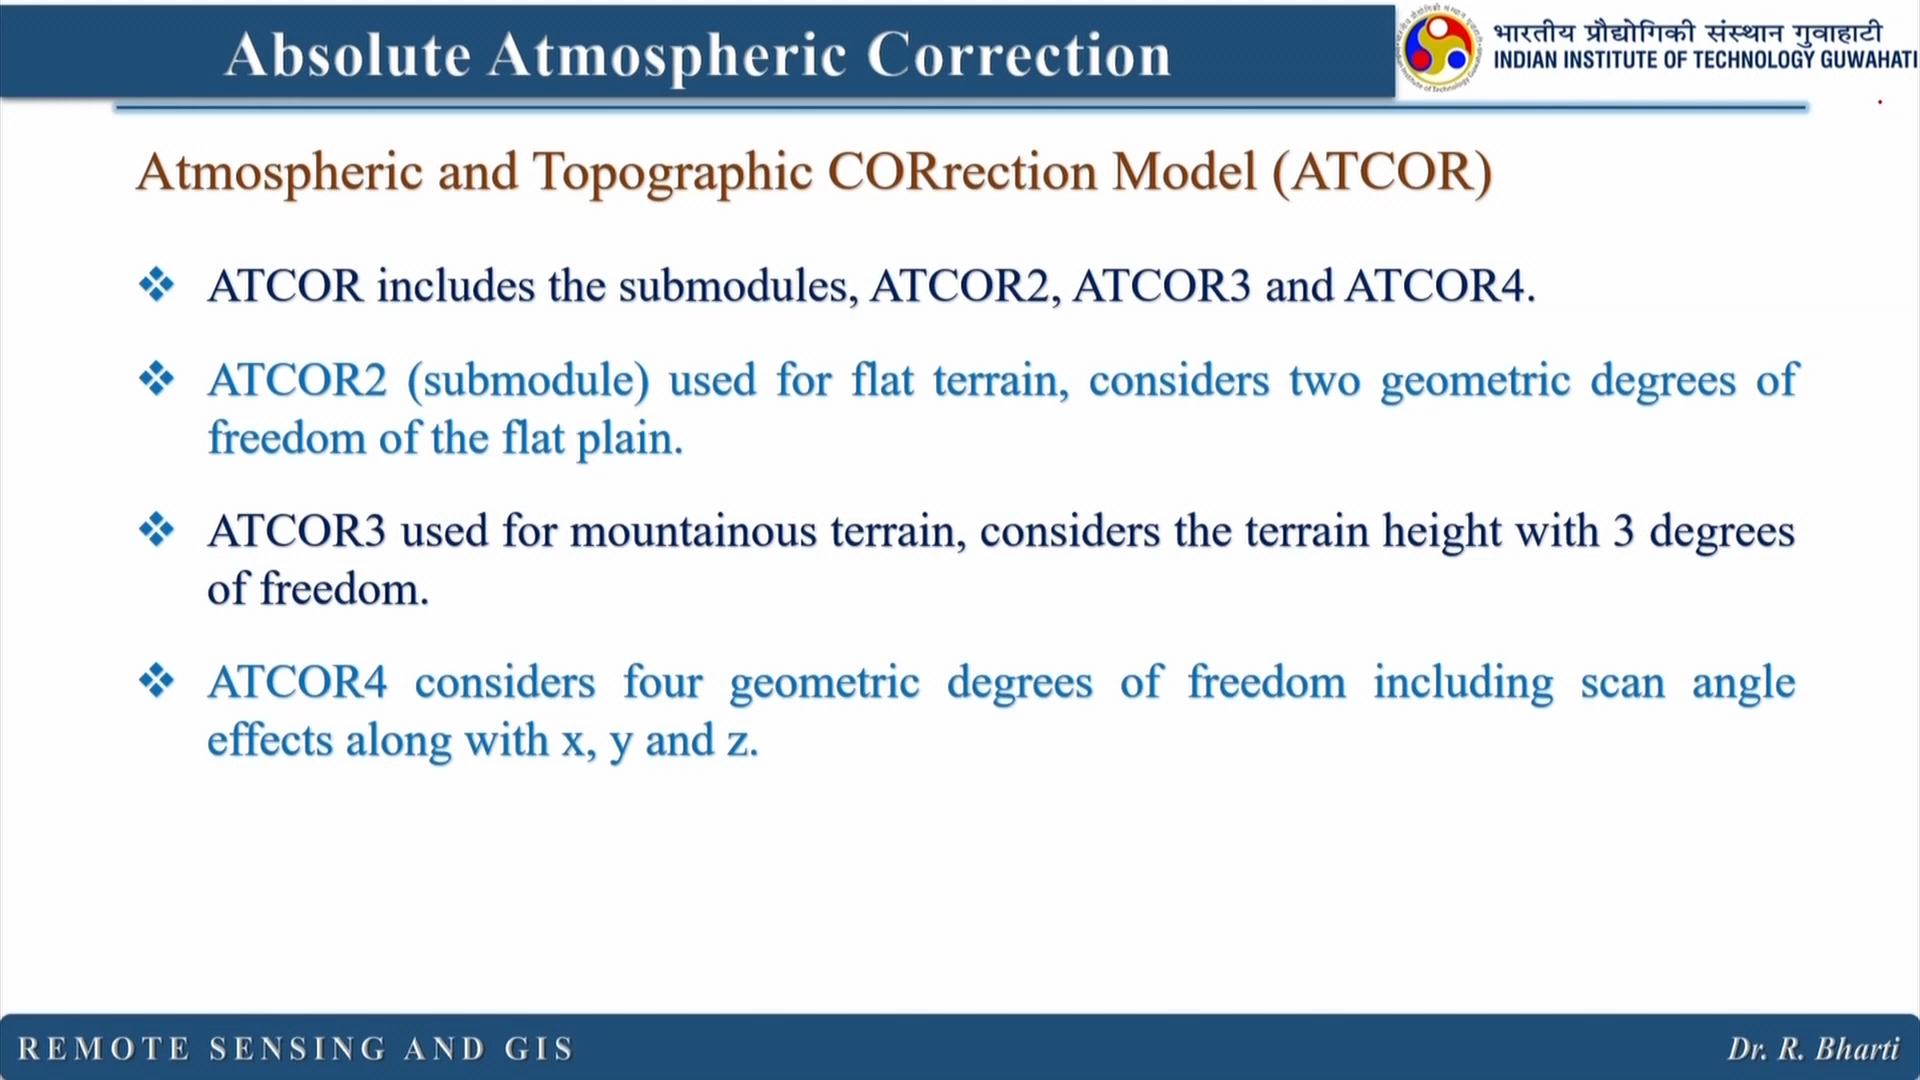 Absolute Atmospheric Correction
भारतीय प्रौद्योगिकी संस्थान गुवाहाटी
INDIAN INSTITUTE OF TECHNOLOGY GUWAHATI
Atmospheric and Topographic CORrection Model (ATCOR)
❖ ATCOR includes the submodules, ATCOR2, ATCOR3 and ATCOR4.
❖ ATCOR2 (submodule) used for flat terrain, considers two geometric degrees of
freedom of the flat plain.
❖ ATCOR3 used for mountainous terrain, considers the terrain height with 3 degrees
of freedom.
❖ ATCOR4 considers four geometric degrees of freedom including scan angle
effects along with x, y and z.
REMOTE SENSING AND GIS
Dr. R. Bharti